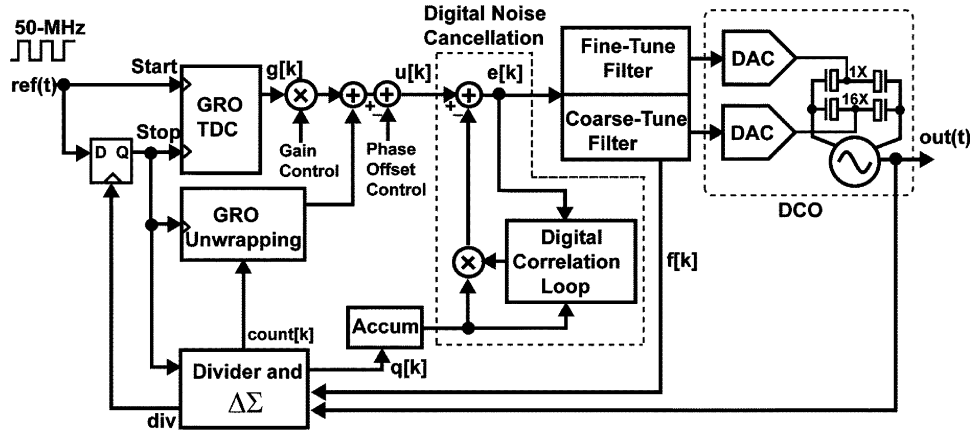 50-MHz
ref(t)
Start
Stop
D Q
GRO
TDC
g[k]
Gain
Control
Phase
Offset
Control
u[k]
Digital Noise
Cancellation
e[k]
Fine-Tune
Filter
Coarse-Tune
Filter
DAC
DAC
1X
16X
out(t)
DCO
GRO
Unwrapping
Digital
Correlation
Loop
f[k]
count[k]
Accum
q[k]
Divider and
ΔΣ
div